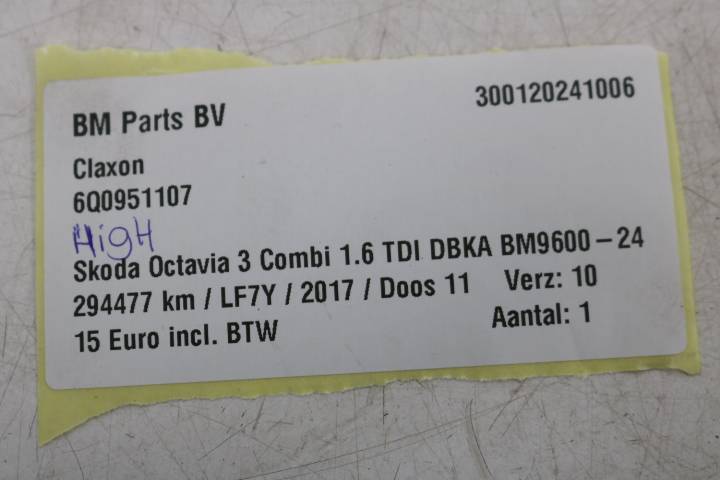 BM Parts BV 300120241006
Claxon
6Q0951107
HigH
Skoda Octavia 3 Combi 1.6 TDI DBKA BM9600-24
294477 km / LF7Y / 2017 / Doos 11 Verz: 10
15 Euro incl. BTW Aantal: 1